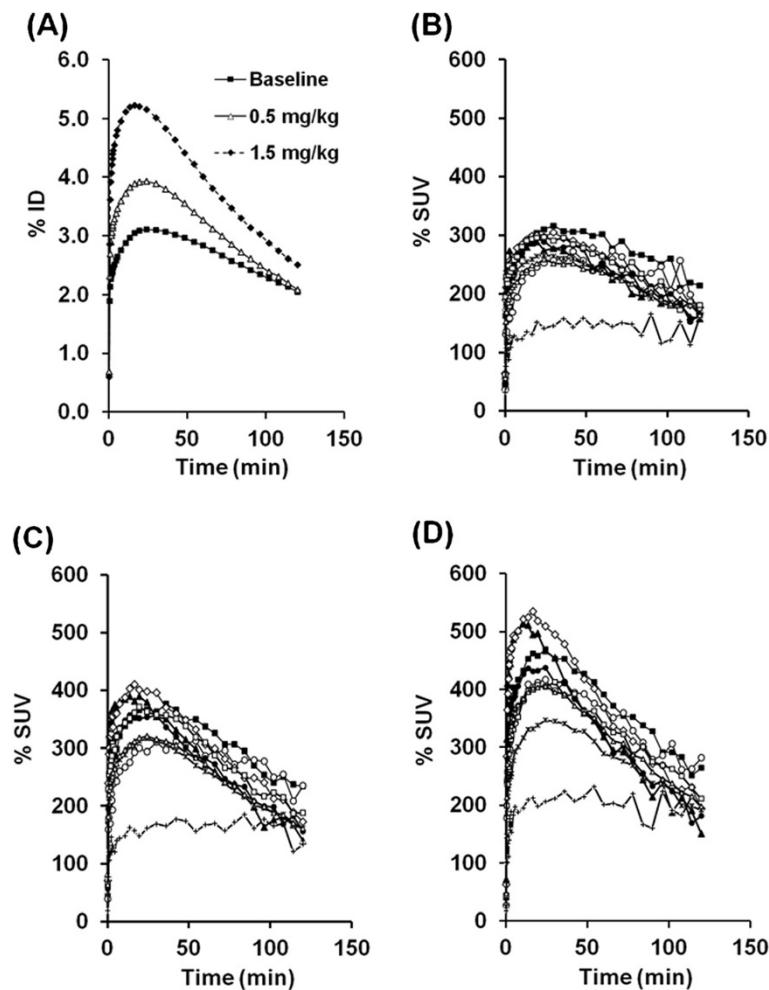 (A)
6.0
5.0
4.0
3.0
2.0
1.0
0.0
% ID
Baseline
0.5 mg/kg
1.5 mg/kg
0 50 100 150
Time (min)
(B)
600
500
400
300
200
100
0
% SUV
0 50 100 150
Time (min)
(C)
600
500
400
300
200
100
0
% SUV
0 50 100 150
Time (min)
(D)
600
500
400
300
200
100
0
% SUV
0 50 100 150
Time (min)